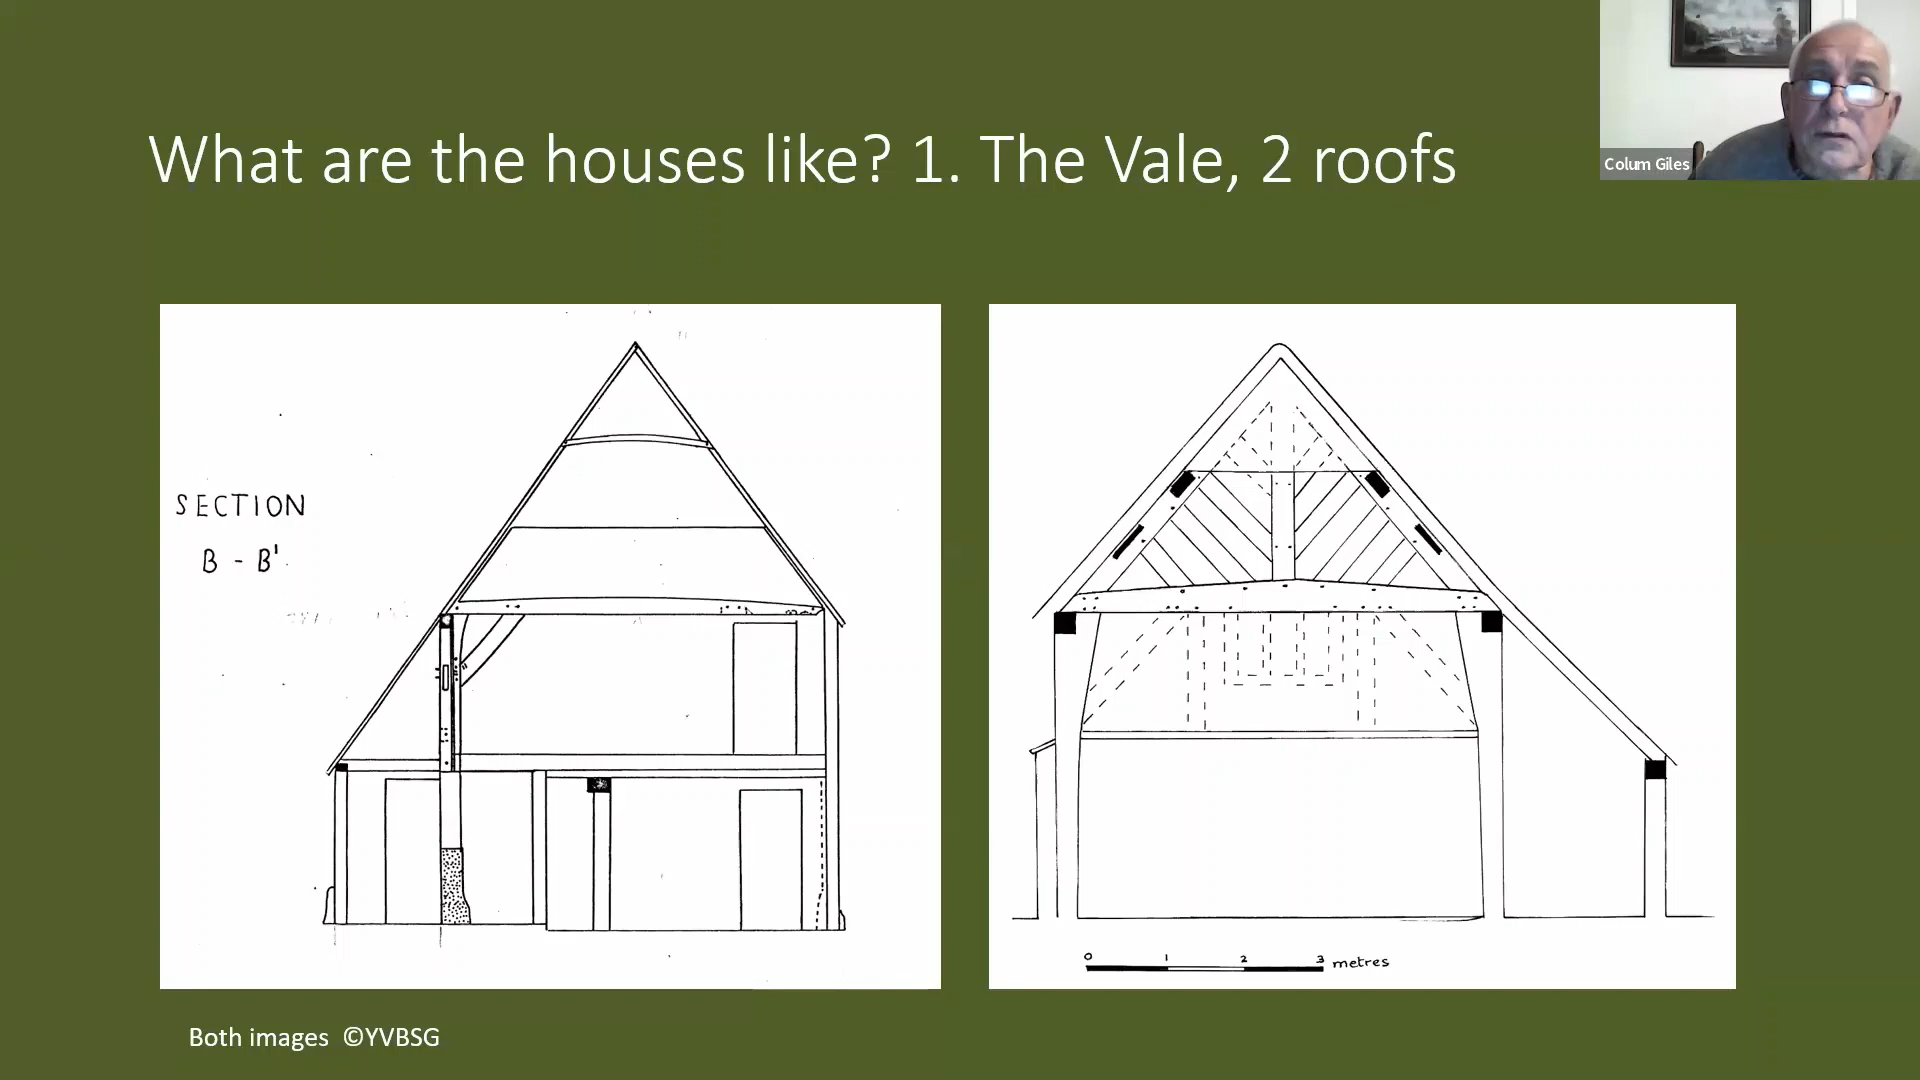 What are the houses like? 1. The Vale, 2 roofs
Colum Giles
SECTION
B - B'
0 1 2 3 metres
Both images ©YVBSG